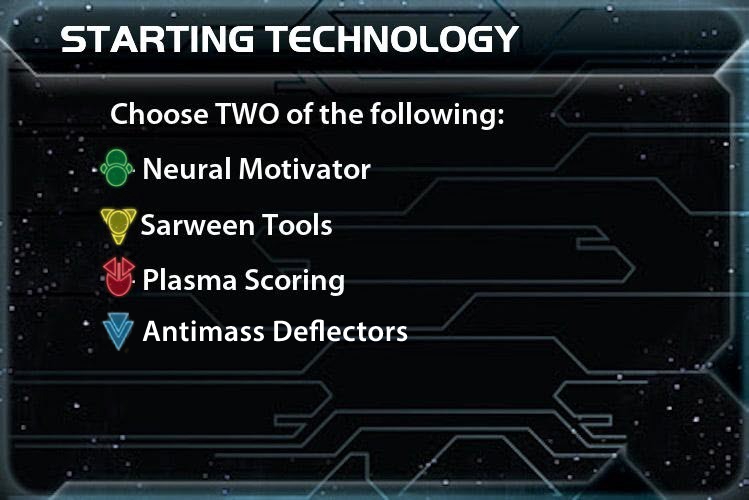 STARTING TECHNOLOGY
Choose TWO of the following:
Neural Motivator
Sarween Tools
Plasma Scoring
Antimass Deflectors